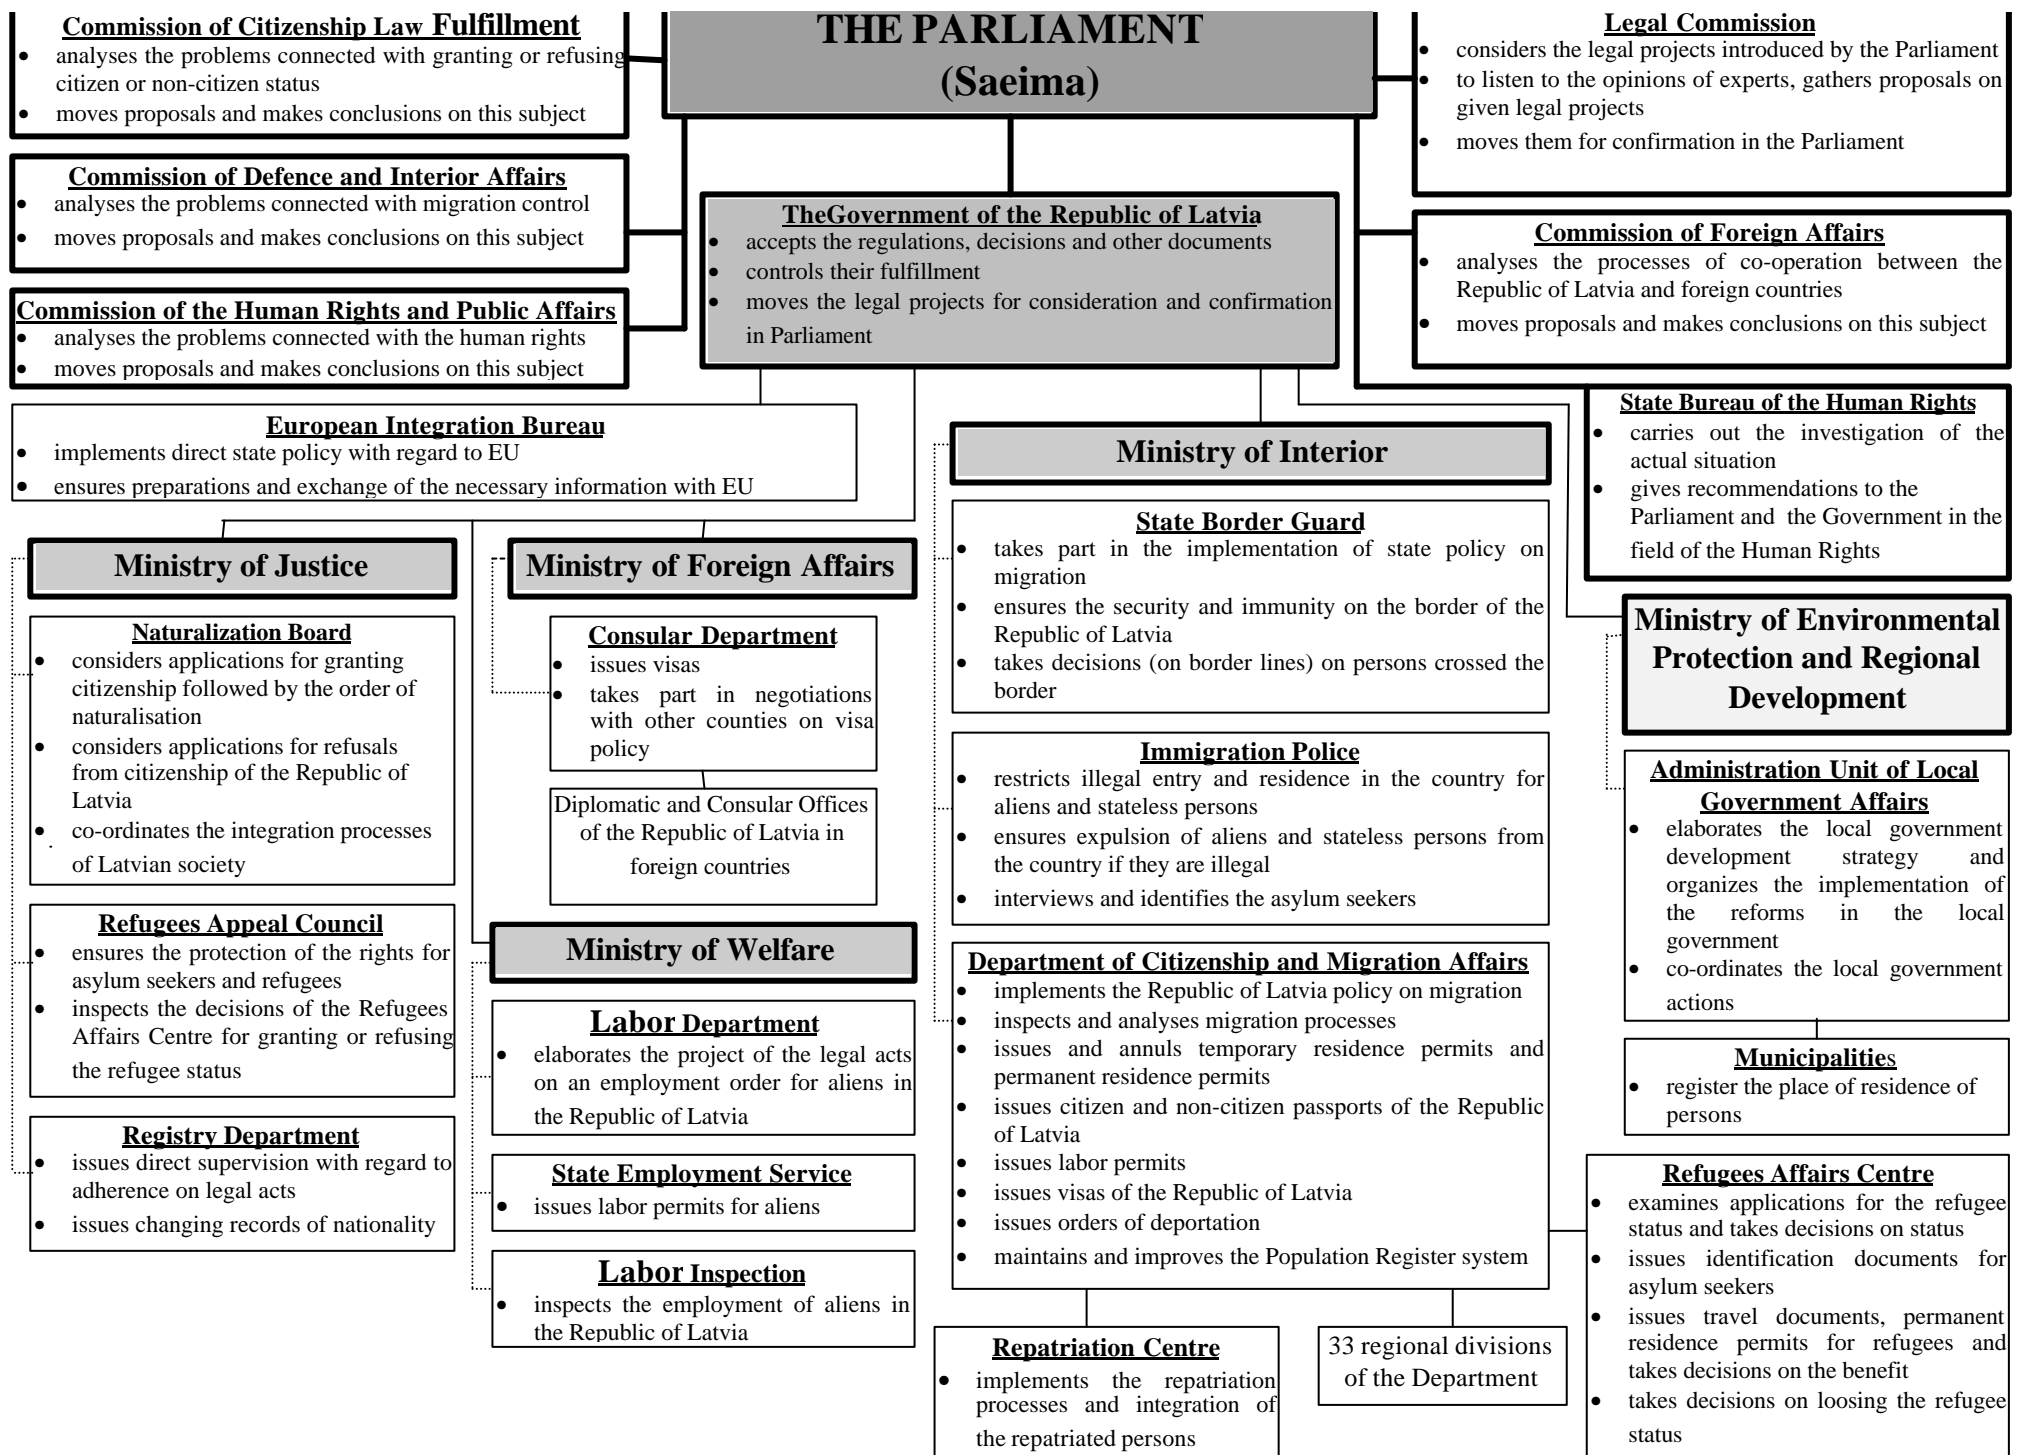 Commission of Citizenship Law Fulfillment
• analyses the problems connected with granting or refusing
citizen or non-citizen status
• moves proposals and makes conclusions on this subject
THE PARLIAMENT
(Saeima)
Legal Commission
• considers the legal projects introduced by the Parliament
• to listen to the opinions of experts, gathers proposals on
given legal projects
• moves them for confirmation in the Parliament
Commission of Defence and Interior Affairs
• analyses the problems connected with migration control
• moves proposals and makes conclusions on this subject
TheGovernment of the Republic of Latvia
• accepts the regulations, decisions and other documents
• controls their fulfillment
• moves the legal projects for consideration and confirmation
in Parliament
Commission of Foreign Affairs
• analyses the processes of co-operation between the
Republic of Latvia and foreign countries
• moves proposals and makes conclusions on this subject
Commission of the Human Rights and Public Affairs
• analyses the problems connected with the human rights
• moves proposals and makes conclusions on this subject
European Integration Bureau
• implements direct state policy with regard to EU
• ensures preparations and exchange of the necessary information with EU
State Bureau of the Human Rights
• carries out the investigation of the
actual situation
• gives recommendations to the
Parliament and the Government in the
field of the Human Rights
Ministry of Justice
Naturalization Board
• considers applications for granting
citizenship followed by the order of
naturalisation
• considers applications for refusals
from citizenship of the Republic of
Latvia
• co-ordinates the integration processes
of Latvian society
Refugees Appeal Council
• ensures the protection of the rights for
asylum seekers and refugees
• inspects the decisions of the Refugees
Affairs Centre for granting or refusing
the refugee status
Registry Department
• issues direct supervision with regard to
adherence on legal acts
• issues changing records of nationality
Ministry of Foreign Affairs
Consular Department
• issues visas
• takes part in negotiations
with other counties on visa
policy
Diplomatic and Consular Offices
of the Republic of Latvia in
foreign countries
Ministry of Welfare
Labor Department
• elaborates the project of the legal acts
on an employment order for aliens in
the Republic of Latvia
State Employment Service
• issues labor permits for aliens
Labor Inspection
• inspects the employment of aliens in
the Republic of Latvia
Ministry of Interior
State Border Guard
• takes part in the implementation of state policy on
migration
• ensures the security and immunity on the border of the
Republic of Latvia
• takes decisions (on border lines) on persons crossed the
border
Immigration Police
• restricts illegal entry and residence in the country for
aliens and stateless persons
• ensures expulsion of aliens and stateless persons from
the country if they are illegal
• interviews and identifies the asylum seekers
Department of Citizenship and Migration Affairs
• implements the Republic of Latvia policy on migration
• inspects and analyses migration processes
• issues and annuls temporary residence permits and
permanent residence permits
• issues citizen and non-citizen passports of the Republic
of Latvia
• issues labor permits
• issues visas of the Republic of Latvia
• issues orders of deportation
• maintains and improves the Population Register system
Repatriation Centre
• implements the repatriation
processes and integration of
the repatriated persons
33 regional divisions
of the Department
Ministry of Environmental
Protection and Regional
Development
Administration Unit of Local
Government Affairs
• elaborates the local government
development strategy and
organizes the implementation of
the reforms in the local
government
• co-ordinates the local government
actions
Municipalities
• register the place of residence of
persons
Refugees Affairs Centre
• examines applications for the refugee
status and takes decisions on status
• issues identification documents for
asylum seekers
• issues travel documents, permanent
residence permits for refugees and
takes decisions on the benefit
• takes decisions on loosing the refugee
status